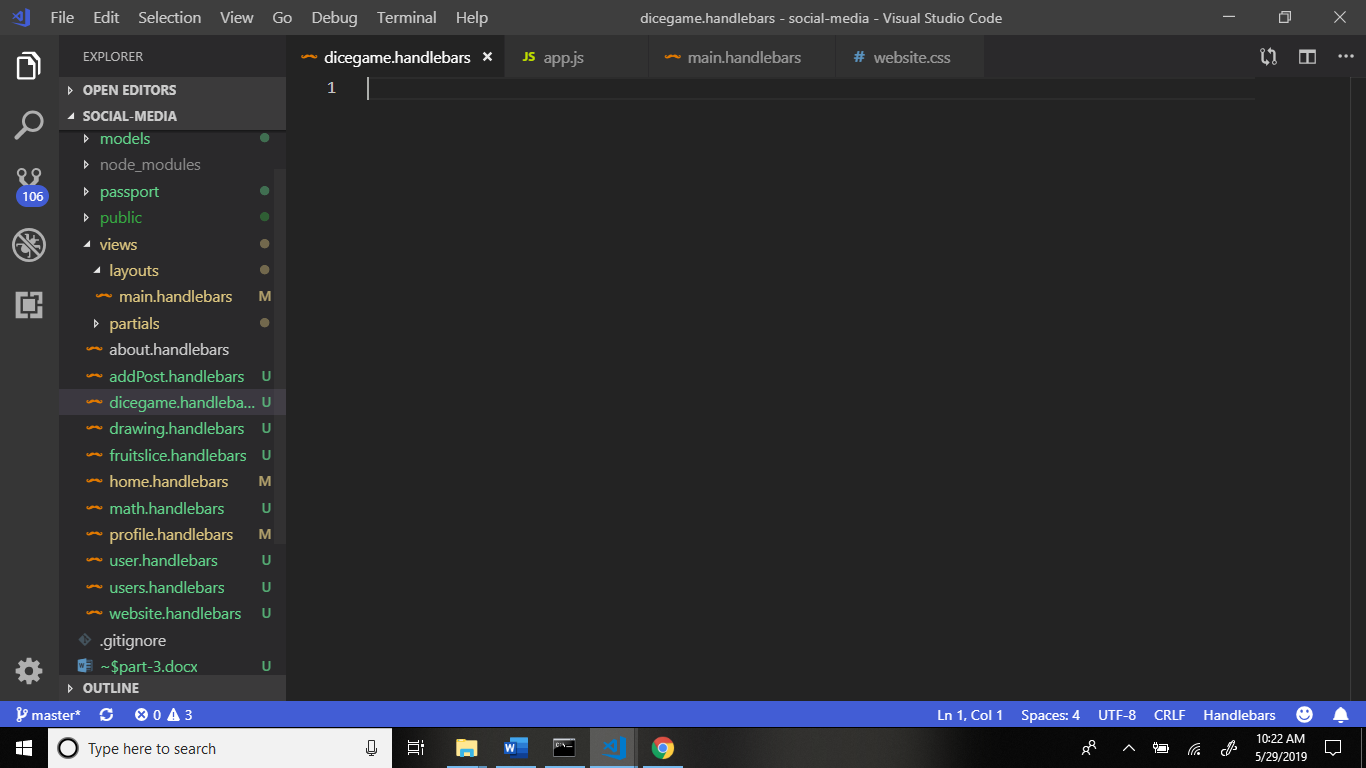 File Edit Selection View Go Debug Terminal Help
dicegame.handlebars - social-media - Visual Studio Code
EXPLORER
dicegame.handlebars
JS app.js
main.handlebars
# website.css
OPEN EDITORS
1
SOCIAL-MEDIA
models
node_modules
passport
106
public
views
layouts
main.handlebars M
partials
about.handlebars
addPost.handlebars U
dicegame.handleba... U
drawing.handlebars U
fruitslice.handlebars U
home.handlebars M
math.handlebars U
profile.handlebars M
user.handlebars U
users.handlebars U
website.handlebars U
.gitignore
~$part-3.docx U
OUTLINE
master* 0 3 Ln 1, Col 1 Spaces: 4 UTF-8 CRLF Handlebars
Type here to search
10:22 AM
5/29/2019